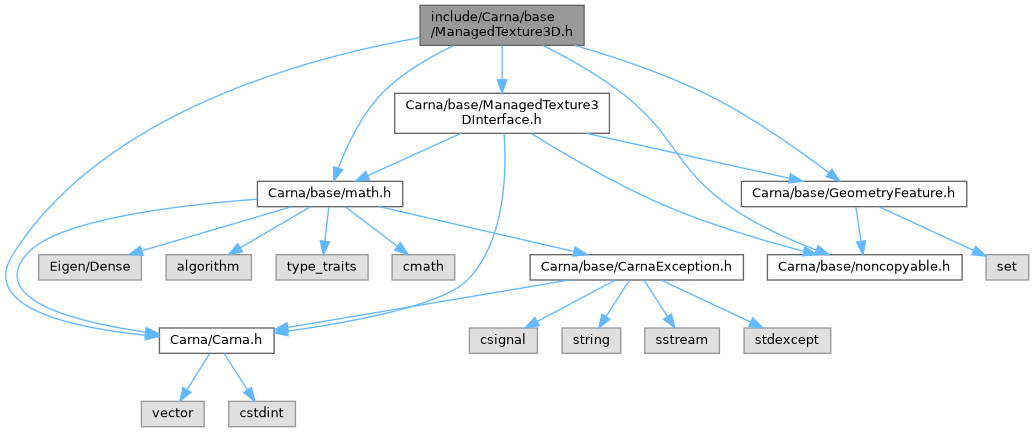 include/Carna/base
/ManagedTexture3D.h
Carna/base/ManagedTexture3
DInterface.h
Carna/base/math.h
Carna/base/GeometryFeature.h
Eigen/Dense
algorithm
type_traits
cmath
Carna/base/CarnaException.h
Carna/base/noncopyable.h
set
Carna/Carna.h
csignal
string
sstream
stdexcept
vector
cstdint